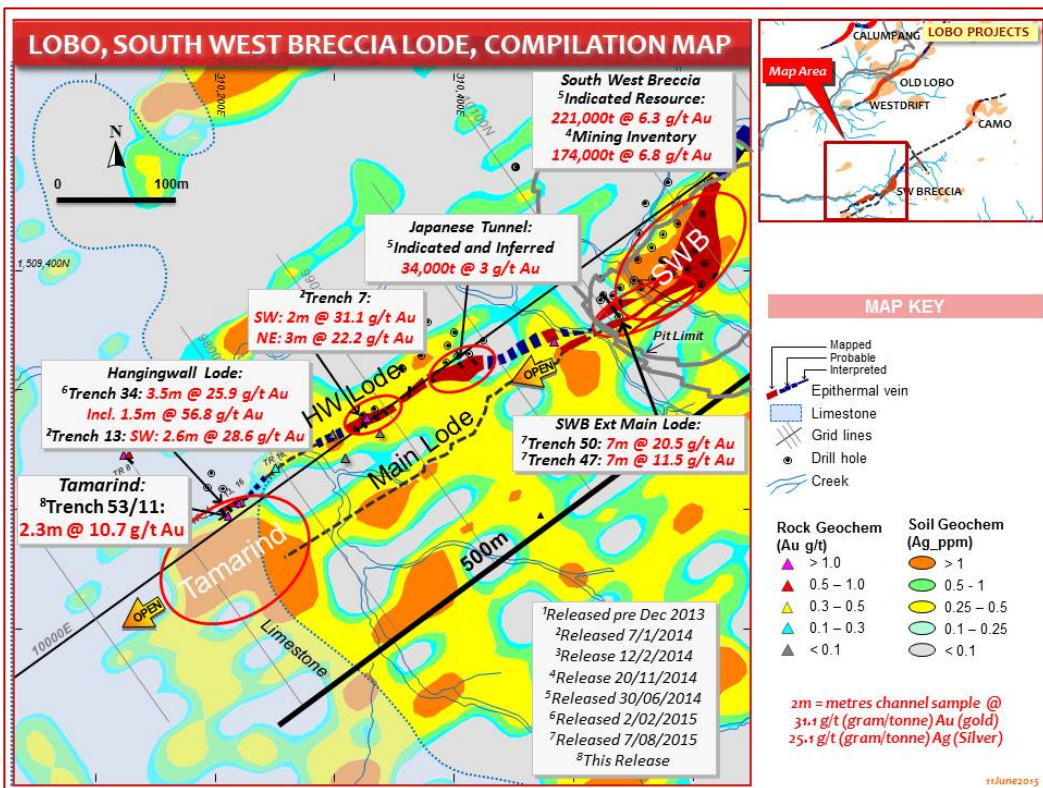 LOBO, SOUTH WEST BRECCIA LODE, COMPILATION MAP
310,200E
310,400E
10100N
N
0 100m
1,509,400N
South West Breccia
⁵Indicated Resource:
221,000t @ 6.3 g/t Au
⁴Mining Inventory
174,000t @ 6.8 g/t Au
Japanese Tunnel:
⁵Indicated and Inferred
34,000t @ 3 g/t Au
SWB
²Trench 7:
SW: 2m @ 31.1 g/t Au
NE: 3m @ 22.2 g/t Au
Pit Limit
OPEN
9800N
Hangingwall Lode:
⁶Trench 34: 3.5m @ 25.9 g/t Au
Incl. 1.5m @ 56.8 g/t Au
²Trench 13: SW: 2.6m @ 28.6 g/t Au
HW Lode
Main Lode
SWB Ext Main Lode:
⁷Trench 50: 7m @ 20.5 g/t Au
⁷Trench 47: 7m @ 11.5 g/t Au
TR 8
Tamarind:
⁸Trench 53/11:
2.3m @ 10.7 g/t Au
Tamarind
500m
OPEN
10000E
Limestone
¹Released pre Dec 2013
²Released 7/1/2014
³Release 12/2/2014
⁴Release 20/11/2014
⁵Released 30/06/2014
⁶Released 2/02/2015
⁷Released 7/08/2015
⁸This Release
CALUMPANG
LOBO PROJECTS
Map Area
OLD LOBO
WESTDRIFT
CAMO
SW BRECCIA
MAP KEY
Mapped
Probable
Interpreted
Epithermal vein
Limestone
Grid lines
Drill hole
Creek
Rock Geochem
(Au g/t)
> 1.0
0.5 – 1.0
0.3 – 0.5
0.1 – 0.3
< 0.1
Soil Geochem
(Ag_ppm)
> 1
0.5 - 1
0.25 – 0.5
0.1 – 0.25
< 0.1
2m = metres channel sample @
31.1 g/t (gram/tonne) Au (gold)
25.1 g/t (gram/tonne) Ag (Silver)
11June2015